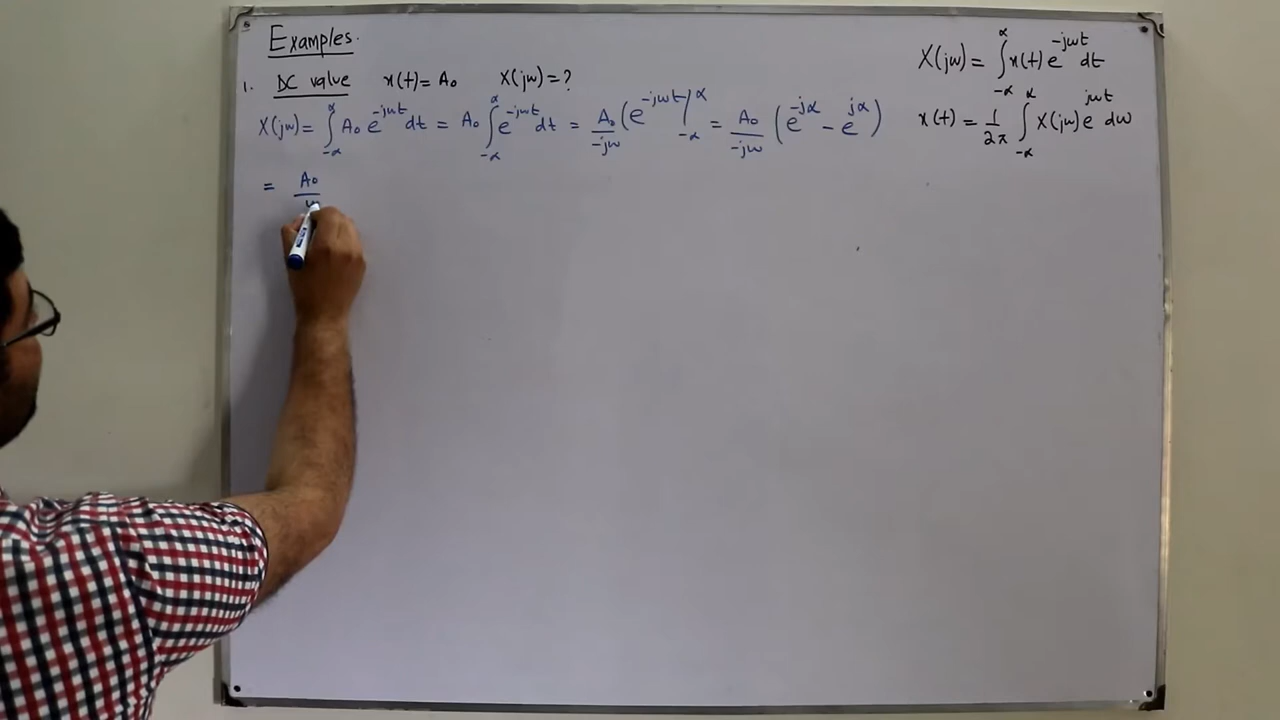 Examples.
1. DC value x(t) = A₀ X(jω) = ?
X(jω) = ∫_{-∞}^{∞} A₀ e^{-jωt} dt = A₀ ∫_{-∞}^{∞} e^{-jωt} dt = A₀/-jω (e^{-jωt} |_{-∞}^{∞} = A₀/-jω (e^{-j∞} - e^{j∞})
= A₀/ω
X(jω) = ∫_{-∞}^{∞} x(t) e^{-jωt} dt
x(t) = 1/2π ∫_{-∞}^{∞} X(jω) e^{jωt} dω